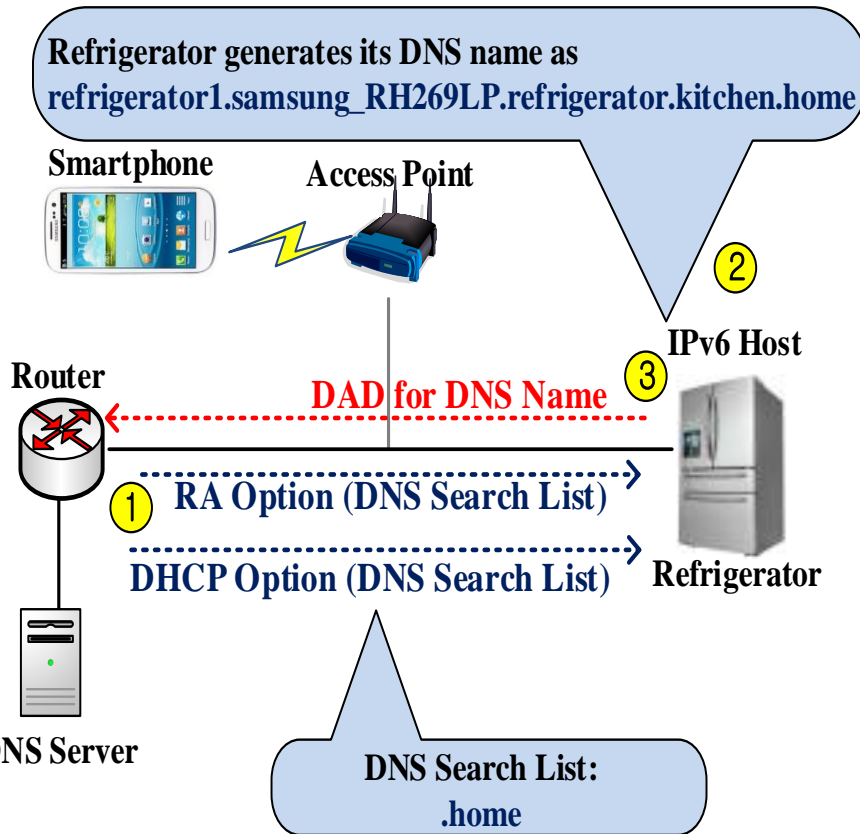 Refrigerator generates its DNS name as
refrigerator1.samsung_RH269LP.refrigerator.kitchen.home
Smartphone
Access Point
2
IPv6 Host
3
Router
DAD for DNS Name
1
RA Option (DNS Search List)
DHCP Option (DNS Search List)
Refrigerator
NS Server
DNS Search List:
.home